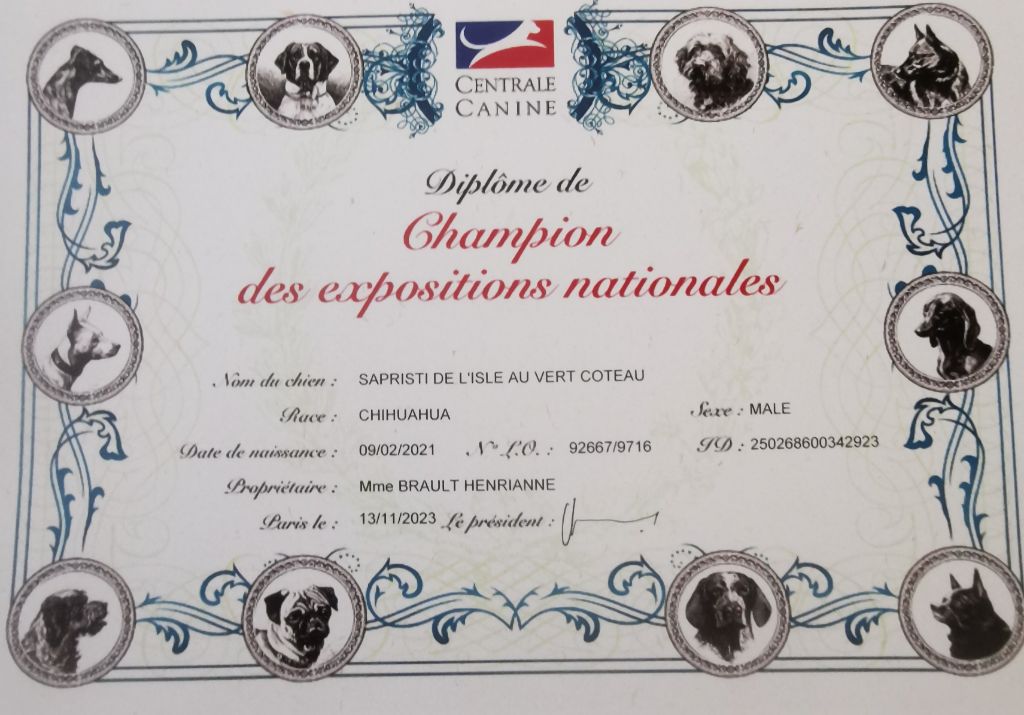 CENTRALE
CANINE
Diplôme de
Champion
des expositions nationales
Nom du chien : SAPRISTI DE L'ISLE AU VERT COTEAU
Race : CHIHUAHUA Sexe : MALE
Date de naissance : 09/02/2021 N° L.O. : 92667/9716 ID : 250268600342923
Propriétaire : Mme BRAULT HENRIANNE
Paris le : 13/11/2023 Le président :